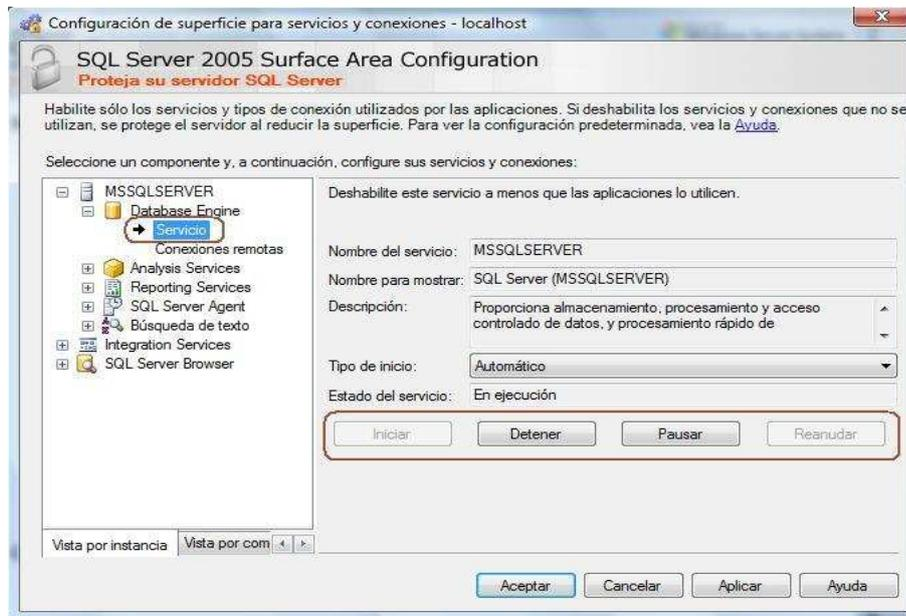 Configuración de superficie para servicios y conexiones - localhost
SQL Server 2005 Surface Area Configuration
Proteja su servidor SQL Server
Habilite sólo los servicios y tipos de conexión utilizados por las aplicaciones. Si deshabilita los servicios y conexiones que no se
utilizan, se protege el servidor al reducir la superficie. Para ver la configuración predeterminada, vea la Ayuda.
Seleccione un componente y, a continuación, configure sus servicios y conexiones:
MSSQLSERVER
Database Engine
Servicio
Conexiones remotas
Analysis Services
Reporting Services
SQL Server Agent
Búsqueda de texto
Integration Services
SQL Server Browser
Vista por instancia
Vista por com
Deshabilite este servicio a menos que las aplicaciones lo utilicen.
Nombre del servicio: MSSQLSERVER
Nombre para mostrar: SQL Server (MSSQLSERVER)
Descripción: Proporciona almacenamiento, procesamiento y acceso
controlado de datos, y procesamiento rápido de
Tipo de inicio: Automático
Estado del servicio: En ejecución
Iniciar Detener Pausar Reanudar
Aceptar Cancelar Aplicar Ayuda